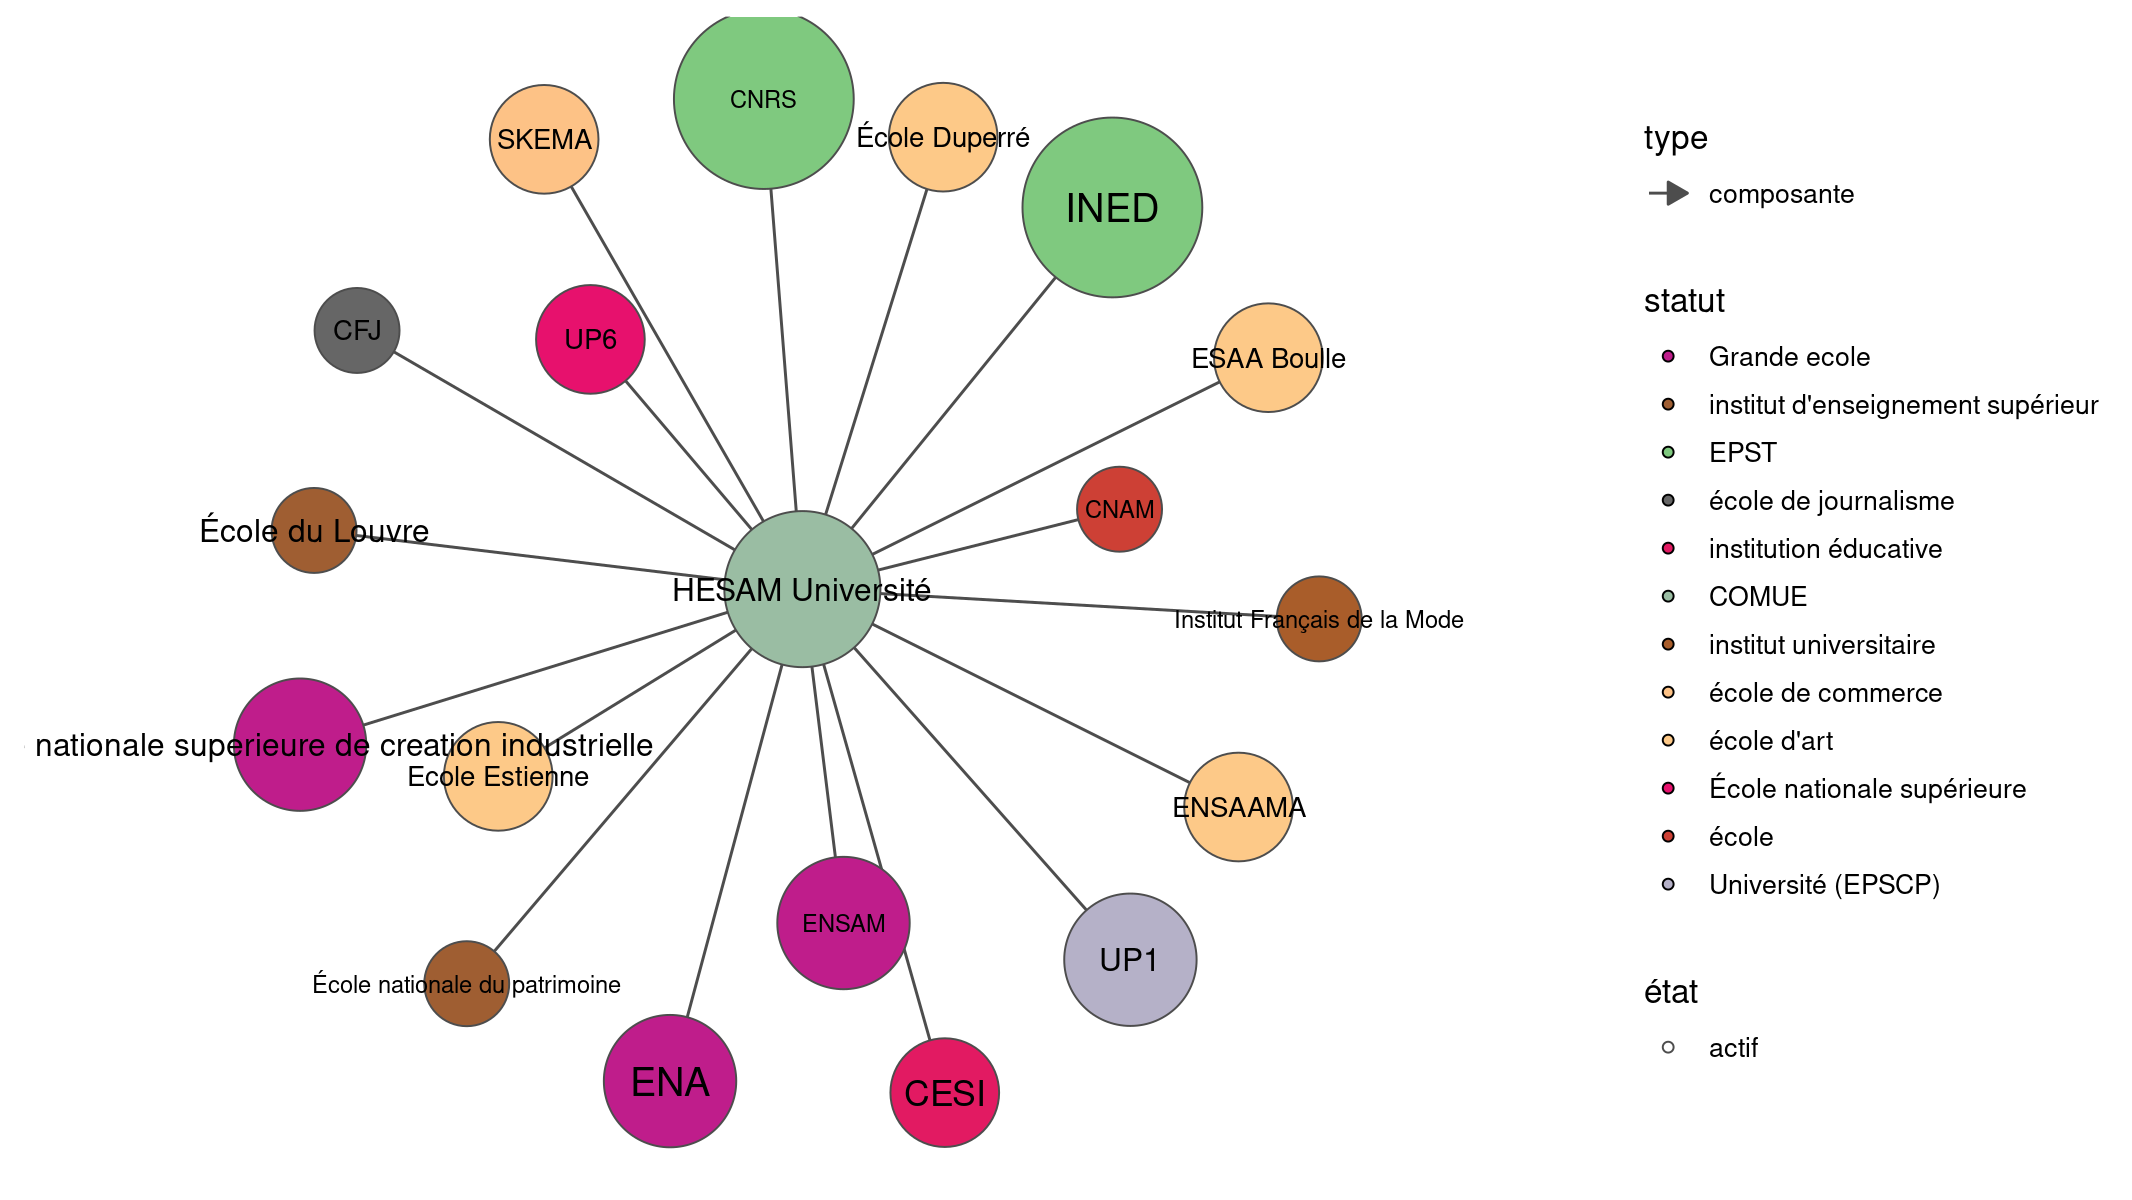 CNRS
École Duperré
SKEMA
INED
CFJ
UP6
ESAA Boulle
CNAM
École du Louvre
HESAM Université
Institut Français de la Mode
nationale superieure de creation industrielle
Ecole Estienne
ENSAAMA
ENSAM
UP1
École nationale du patrimoine
ENA
CESI
type
composante
statut
Grande ecole
institut d'enseignement supérieur
EPST
école de journalisme
institution éducative
COMUE
institut universitaire
école de commerce
école d'art
École nationale supérieure
école
Université (EPSCP)
état
actif